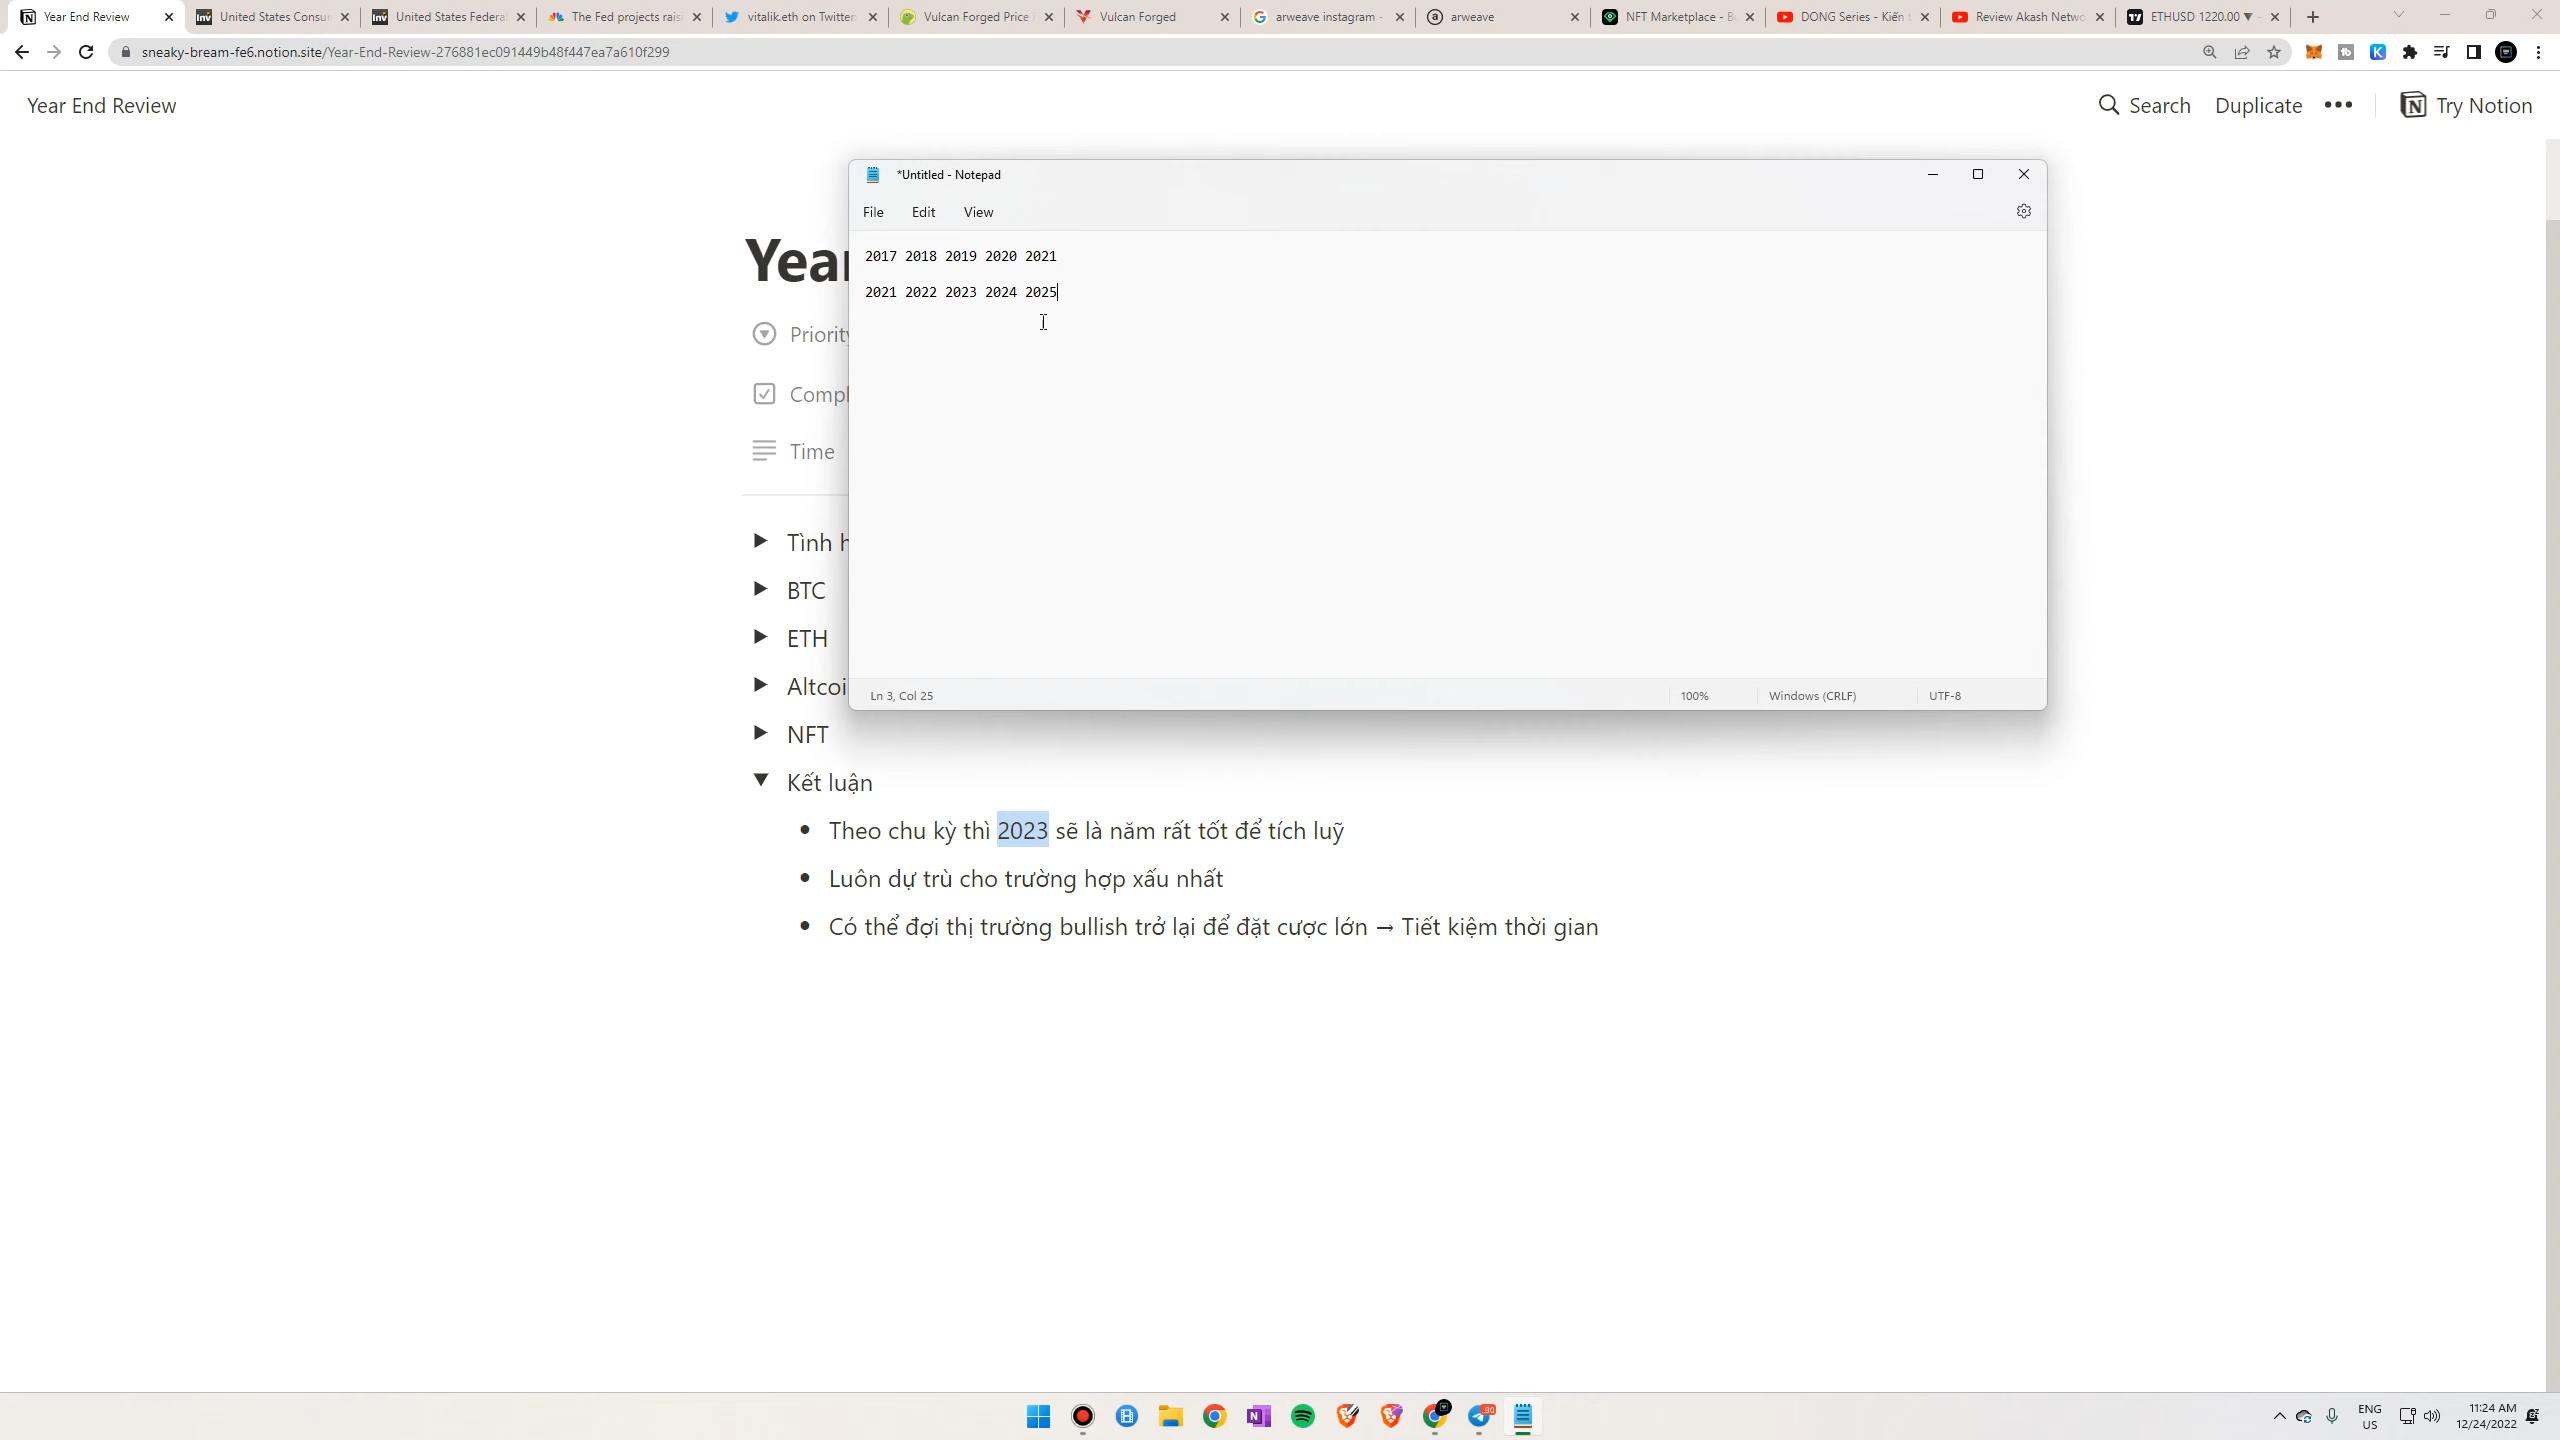 Year End Review
United States Consu
United States Federa
The Fed projects rais
vitalik.eth on Twitter
Vulcan Forged Price
Vulcan Forged
arweave instagram -
arweave
NFT Marketplace - B
DONG Series - Kiến
Review Akash Netwo
ETHUSD 1220.00 ▼
sneaky-bream-fe6.notion.site/Year-End-Review-276881ec091449b48f447ea7a610f299
Year End Review
Search
Duplicate
•••
Try Notion
*Untitled - Notepad
File Edit View
Year
2017 2018 2019 2020 2021
2021 2022 2023 2024 2025
Priority
Compl
Time
Tình h
BTC
ETH
Altcoi
Ln 3, Col 25
100%
Windows (CRLF)
UTF-8
NFT
Kết luận
• Theo chu kỳ thì 2023 sẽ là năm rất tốt để tích luỹ
• Luôn dự trù cho trường hợp xấu nhất
• Có thể đợi thị trường bullish trở lại để đặt cược lớn → Tiết kiệm thời gian
90
ENG
US
11:24 AM
12/24/2022